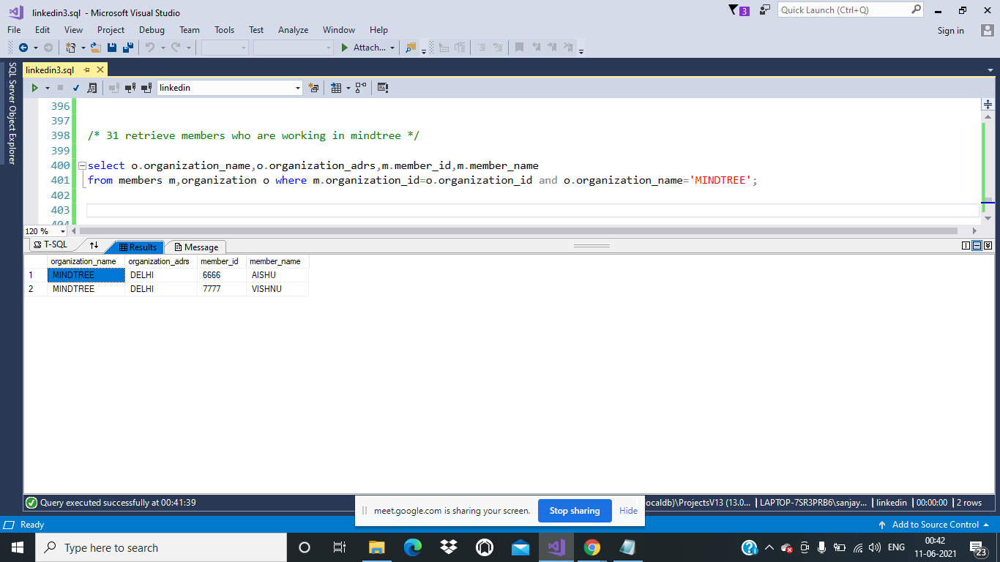 linkedin3.sql - Microsoft Visual Studio
3
Quick Launch (Ctrl+Q)
File Edit View Project Debug Team Tools Test Analyze Window Help
Sign in
Attach...
SQL Server Object Explorer
linkedin3.sql
linkedin
396
397
398 /* 31 retrieve members who are working in mindtree */
399
400 select o.organization_name,o.organization_adrs,m.member_id,m.member_name
401 from members m,organization o where m.organization_id=o.organization_id and o.organization_name='MINDTREE';
402
403
404
120 %
T-SQL Results Message
organization_name organization_adrs member_id member_name
1 MINDTREE DELHI 6666 AISHU
2 MINDTREE DELHI 7777 VISHNU
Query executed successfully at 00:41:39
meet.google.com is sharing your screen. Stop sharing Hide
ocaldb)\ProjectsV13 (13.0... LAPTOP-7SR3PRB6\sanjay... linkedin 00:00:00 2 rows
Ready
Add to Source Control
Type here to search
ENG
00:42
11-06-2021
23